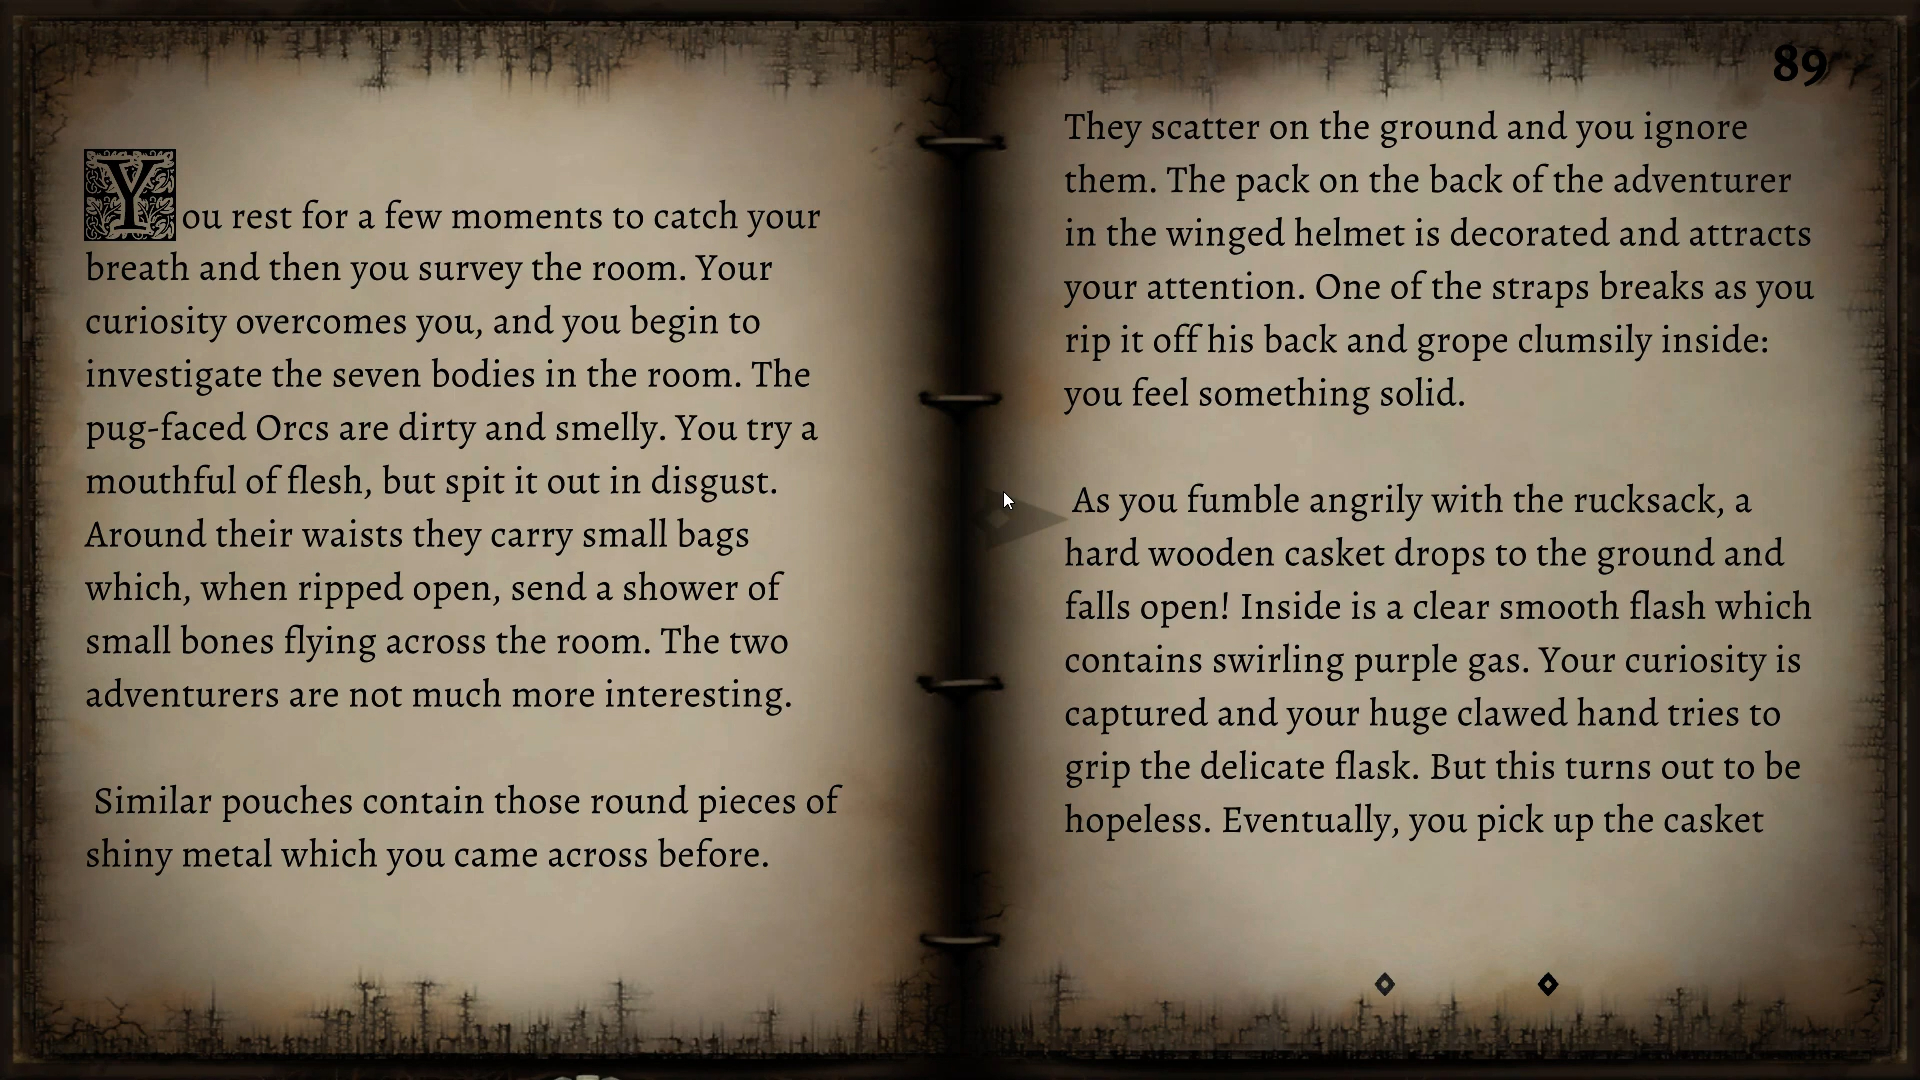 You rest for a few moments to catch your
breath and then you survey the room. Your
curiosity overcomes you, and you begin to
investigate the seven bodies in the room. The
pug-faced Orcs are dirty and smelly. You try a
mouthful of flesh, but spit it out in disgust.
Around their waists they carry small bags
which, when ripped open, send a shower of
small bones flying across the room. The two
adventurers are not much more interesting.
Similar pouches contain those round pieces of
shiny metal which you came across before.
89
They scatter on the ground and you ignore
them. The pack on the back of the adventurer
in the winged helmet is decorated and attracts
your attention. One of the straps breaks as you
rip it off his back and grope clumsily inside:
you feel something solid.
As you fumble angrily with the rucksack, a
hard wooden casket drops to the ground and
falls open! Inside is a clear smooth flash which
contains swirling purple gas. Your curiosity is
captured and your huge clawed hand tries to
grip the delicate flask. But this turns out to be
hopeless. Eventually, you pick up the casket